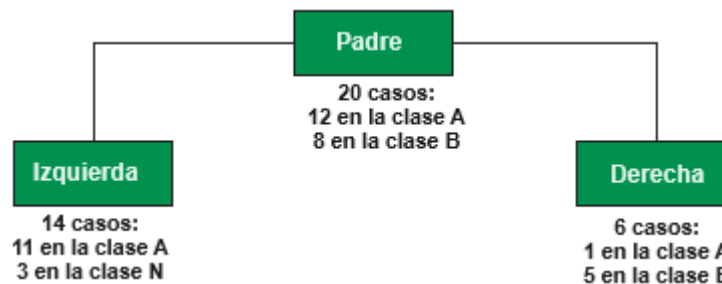 Padre
20 casos:
12 en la clase A
8 en la clase B
Izquierda
14 casos:
11 en la clase A
3 en la clase N
Derecha
6 casos:
1 en la clase A
5 en la clase B